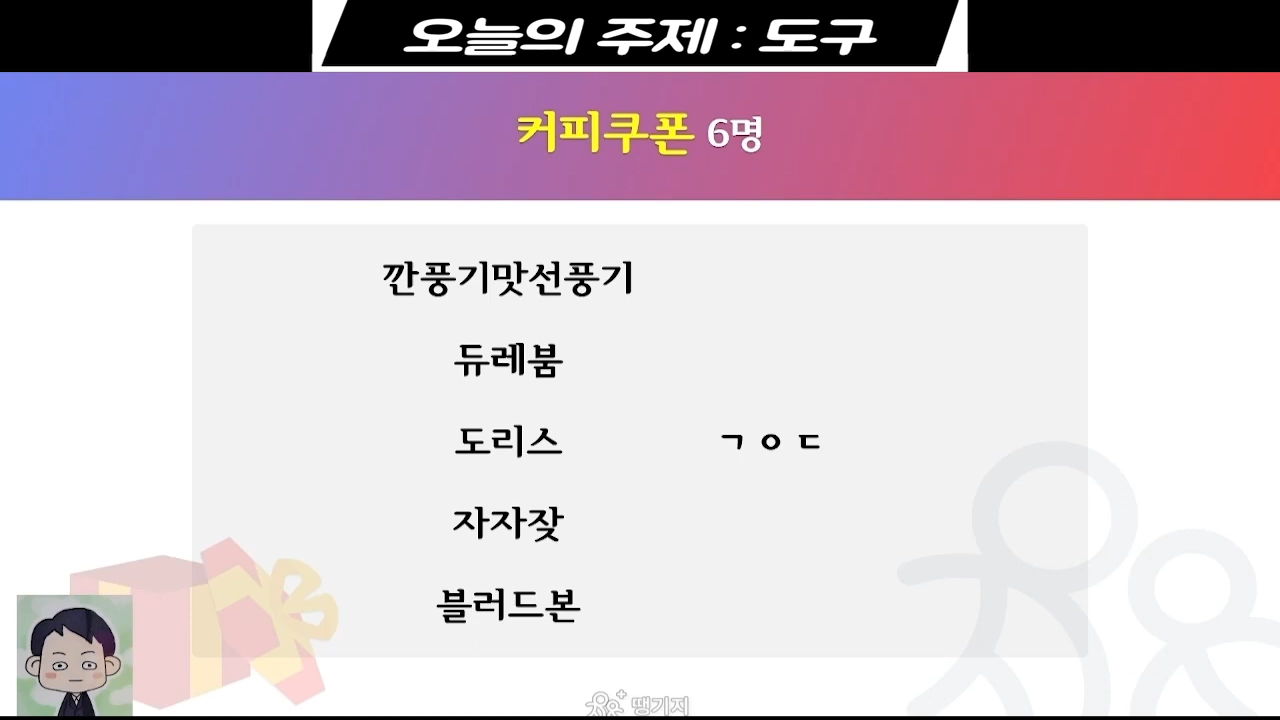 오늘의 주제 : 도구
커피쿠폰 6명
깐풍기맛선풍기
듀레붐
도리스
ㄱㅇㄷ
자자잦
블러드본
땡기지